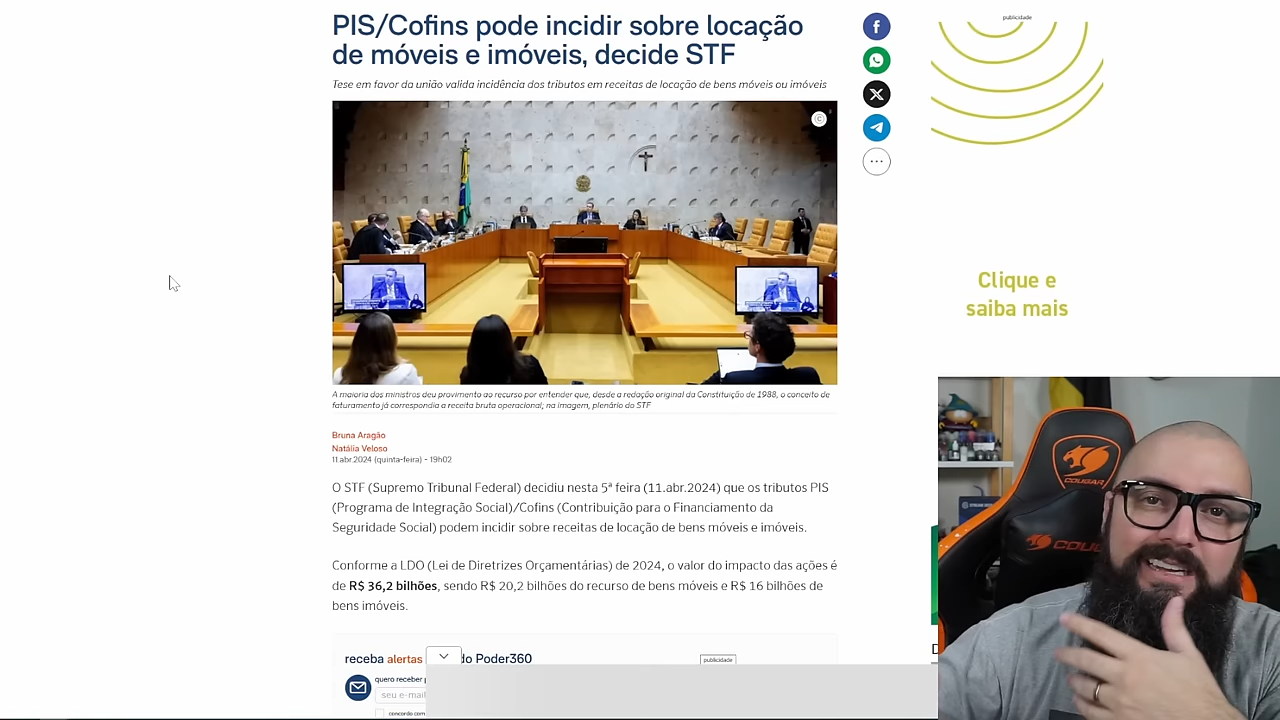 PIS/Cofins pode incidir sobre locação
de móveis e imóveis, decide STF
Tese em favor da união valida incidência dos tributos em receitas de locação de bens móveis ou imóveis
A maioria dos ministros deu provimento ao recurso por entender que, desde a redação original da Constituição de 1988, o conceito de
faturamento já correspondia a receita bruta operacional; na imagem, plenário do STF
Bruna Aragão
Natália Veloso
11.abr.2024 (quinta-feira) - 19h02
O STF (Supremo Tribunal Federal) decidiu nesta 5ª feira (11.abr.2024) que os tributos PIS
(Programa de Integração Social)/Cofins (Contribuição para o Financiamento da
Seguridade Social) podem incidir sobre receitas de locação de bens móveis e imóveis.
Conforme a LDO (Lei de Diretrizes Orçamentárias) de 2024, o valor do impacto das ações é
de R$ 36,2 bilhões, sendo R$ 20,2 bilhões do recurso de bens móveis e R$ 16 bilhões de
bens imóveis.
receba alertas do Poder360
publicidade
quero receber
seu e-mail
concordo com
publicidade
Clique e
saiba mais
D
COUGAR
COUG